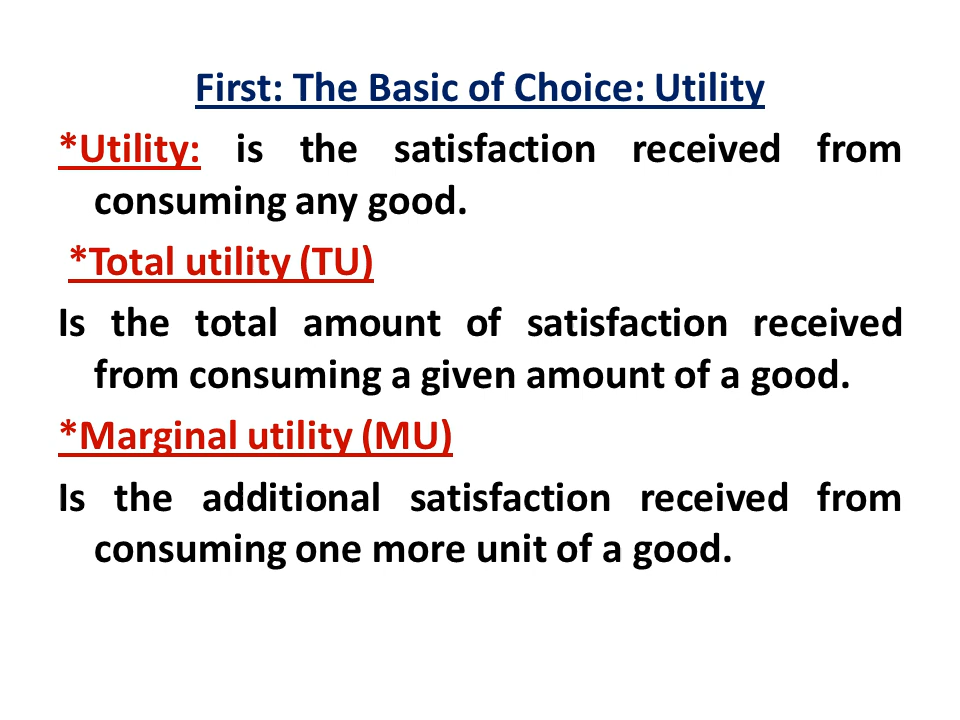 First: The Basic of Choice: Utility
*Utility: is the satisfaction received from
consuming any good.
*Total utility (TU)
Is the total amount of satisfaction received
from consuming a given amount of a good.
*Marginal utility (MU)
Is the additional satisfaction received from
consuming one more unit of a good.